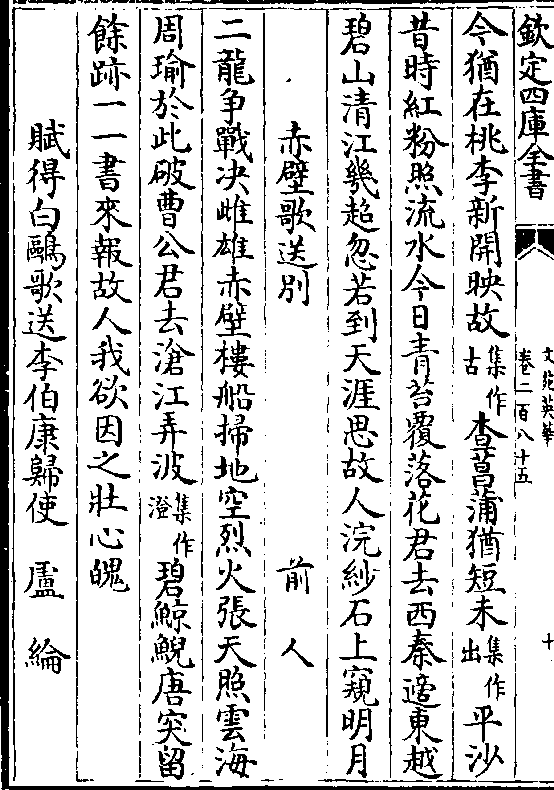 欽定四庫全書
文苑英華
卷二百八十五
十
今猶在桃李新開映故集作古查菖蒲猶短未集作出平沙
昔時紅粉照流水今日青苔覆落花君去西秦適東越
碧山清江幾超忽若到天涯思故人浣紗石上窺明月
赤壁歌送別 前人
二龍爭戰決雌雄赤壁樓船掃地空烈火張天照雲海
周瑜於此破曹公君去滄江弄波集作澄碧鯨鯢唐突留
餘跡一一書來報故人我欲因之壯心魄
賦得白鷗歌送李伯康歸使 盧綸